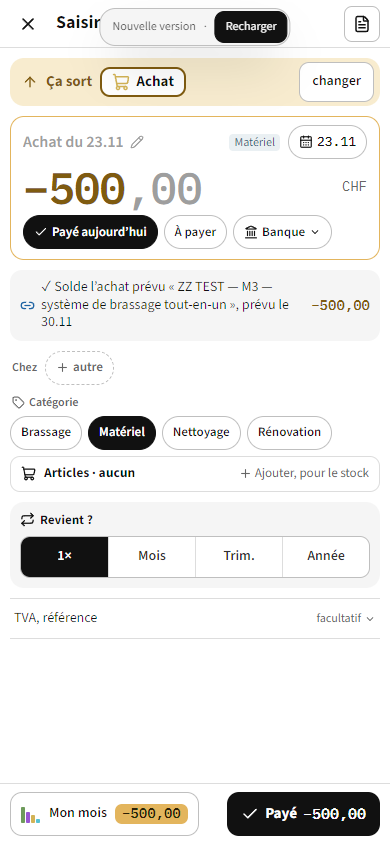 Saisir
Nouvelle version · Recharger
Ça sort Achat changer
Achat du 23.11 Matériel 23.11
−500,00 CHF
Payé aujourd'hui À payer Banque
✓ Solde l'achat prévu « ZZ TEST — M3 —
système de brassage tout-en-un », prévu le
30.11
−500,00
Chez + autre
Catégorie
Brassage Matériel Nettoyage Rénovation
Articles · aucun + Ajouter, pour le stock
Revient ?
1× Mois Trim. Année
TVA, référence facultatif
Mon mois −500,00 Payé −500,00